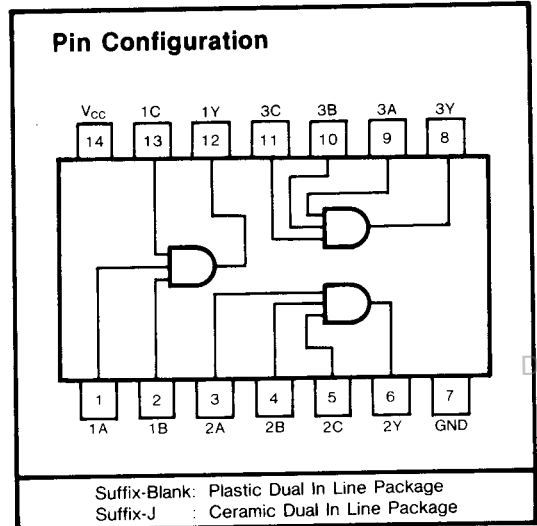 Pin Configuration
VCC 1C 1Y 3C 3B 3A 3Y
14 13 12 11 10 9 8
1 2 3 4 5 6 7
1A 1B 2A 2B 2C 2Y GND
D
Suffix-Blank: Plastic Dual In Line Package
Suffix-J : Ceramic Dual In Line Package